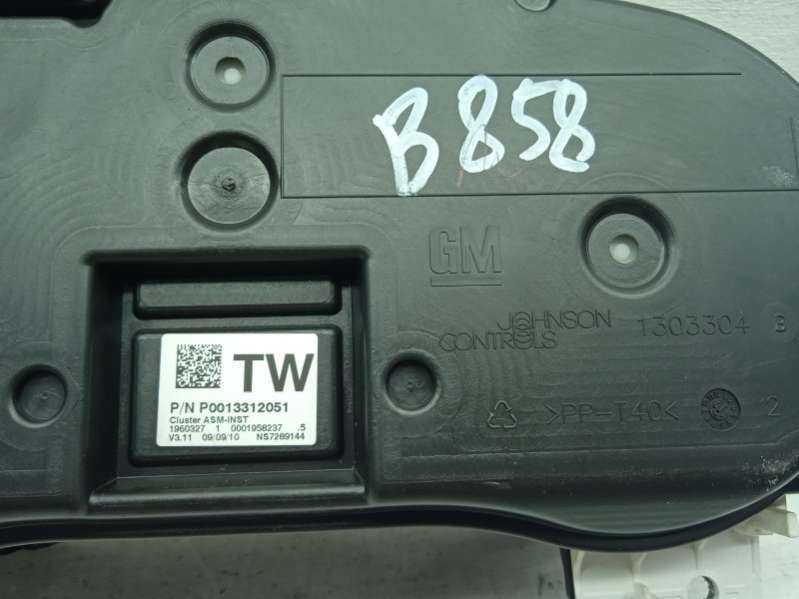 B 858
GM
JOHNSON
CONTROLS
1303304 B
>PP-T40<
2
TW
P/N P0013312051
Cluster ASM-INST
1960327 1 0001958237 .5
V3.11 09/09/10 NS7289144